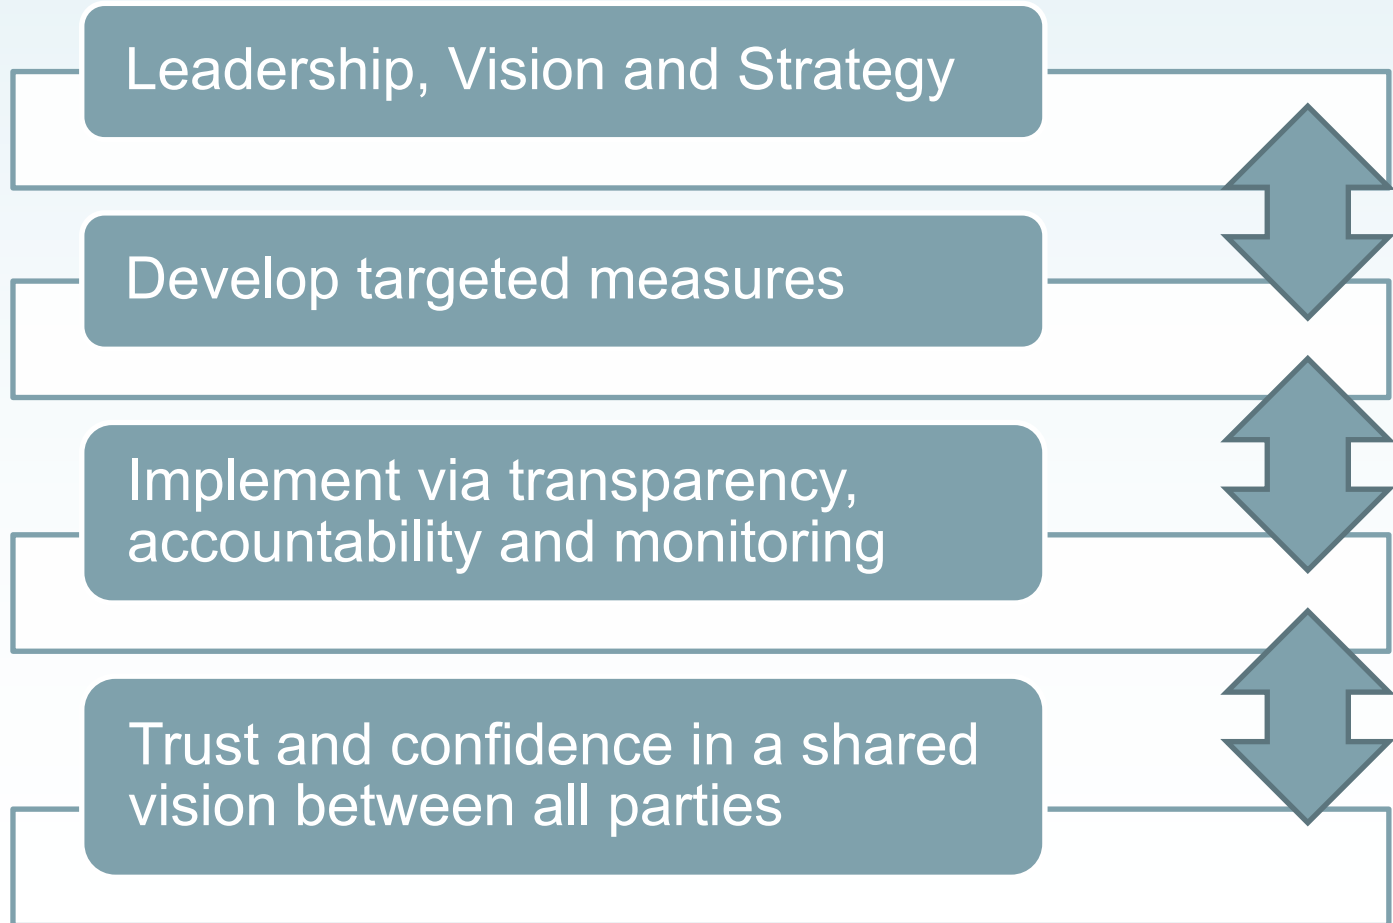 Leadership, Vision and Strategy
Develop targeted measures
Implement via transparency,
accountability and monitoring
Trust and confidence in a shared
vision between all parties